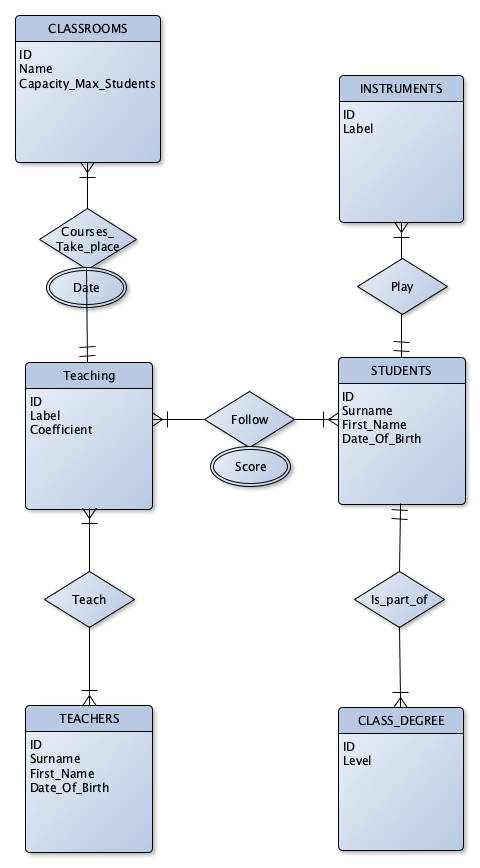 CLASSROOMS
ID
Name
Capacity_Max_Students
INSTRUMENTS
ID
Label
Courses_
Take_place
Date
Play
Teaching
ID
Label
Coefficient
Follow
Score
STUDENTS
ID
Surname
First_Name
Date_Of_Birth
Teach
Is_part_of
TEACHERS
ID
Surname
First_Name
Date_Of_Birth
CLASS_DEGREE
ID
Level